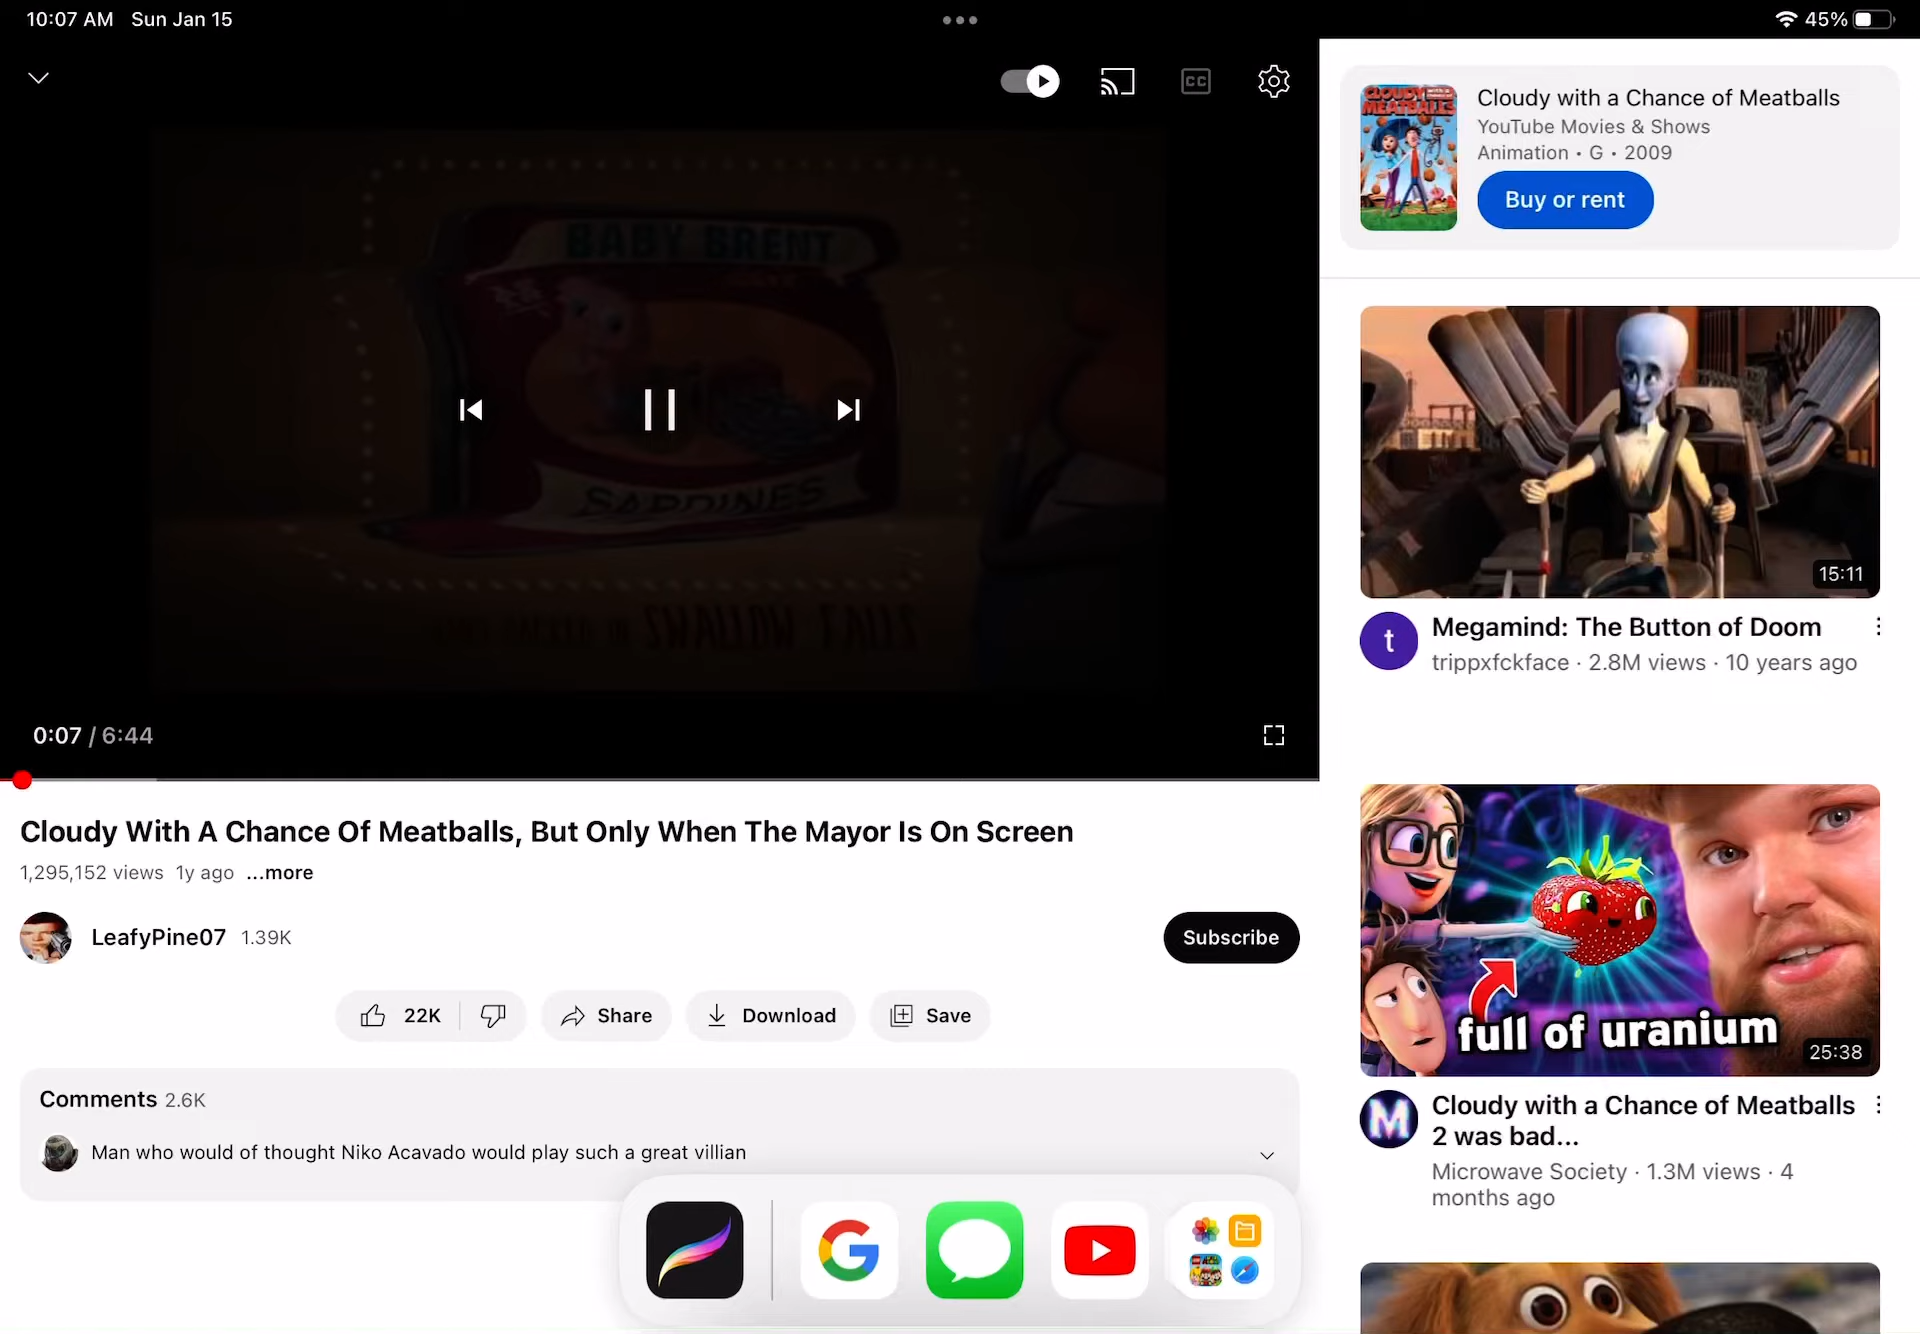 10:07 AM Sun Jan 15
45%
CC
BABY BRENT
SARDINES
SWALLOW FALLS
0:07 / 6:44
Cloudy With A Chance Of Meatballs, But Only When The Mayor Is On Screen
1,295,152 views 1y ago ...more
LeafyPine07 1.39K
Subscribe
22K
Share
Download
Save
Comments 2.6K
Man who would of thought Niko Acavado would play such a great villian
CLOUDY
MEATBALLS
Cloudy with a Chance of Meatballs
YouTube Movies & Shows
Animation • G • 2009
Buy or rent
15:11
t
Megamind: The Button of Doom
trippxfckface · 2.8M views · 10 years ago
full of uranium
25:38
M
Cloudy with a Chance of Meatballs
2 was bad...
Microwave Society · 1.3M views · 4
months ago
G